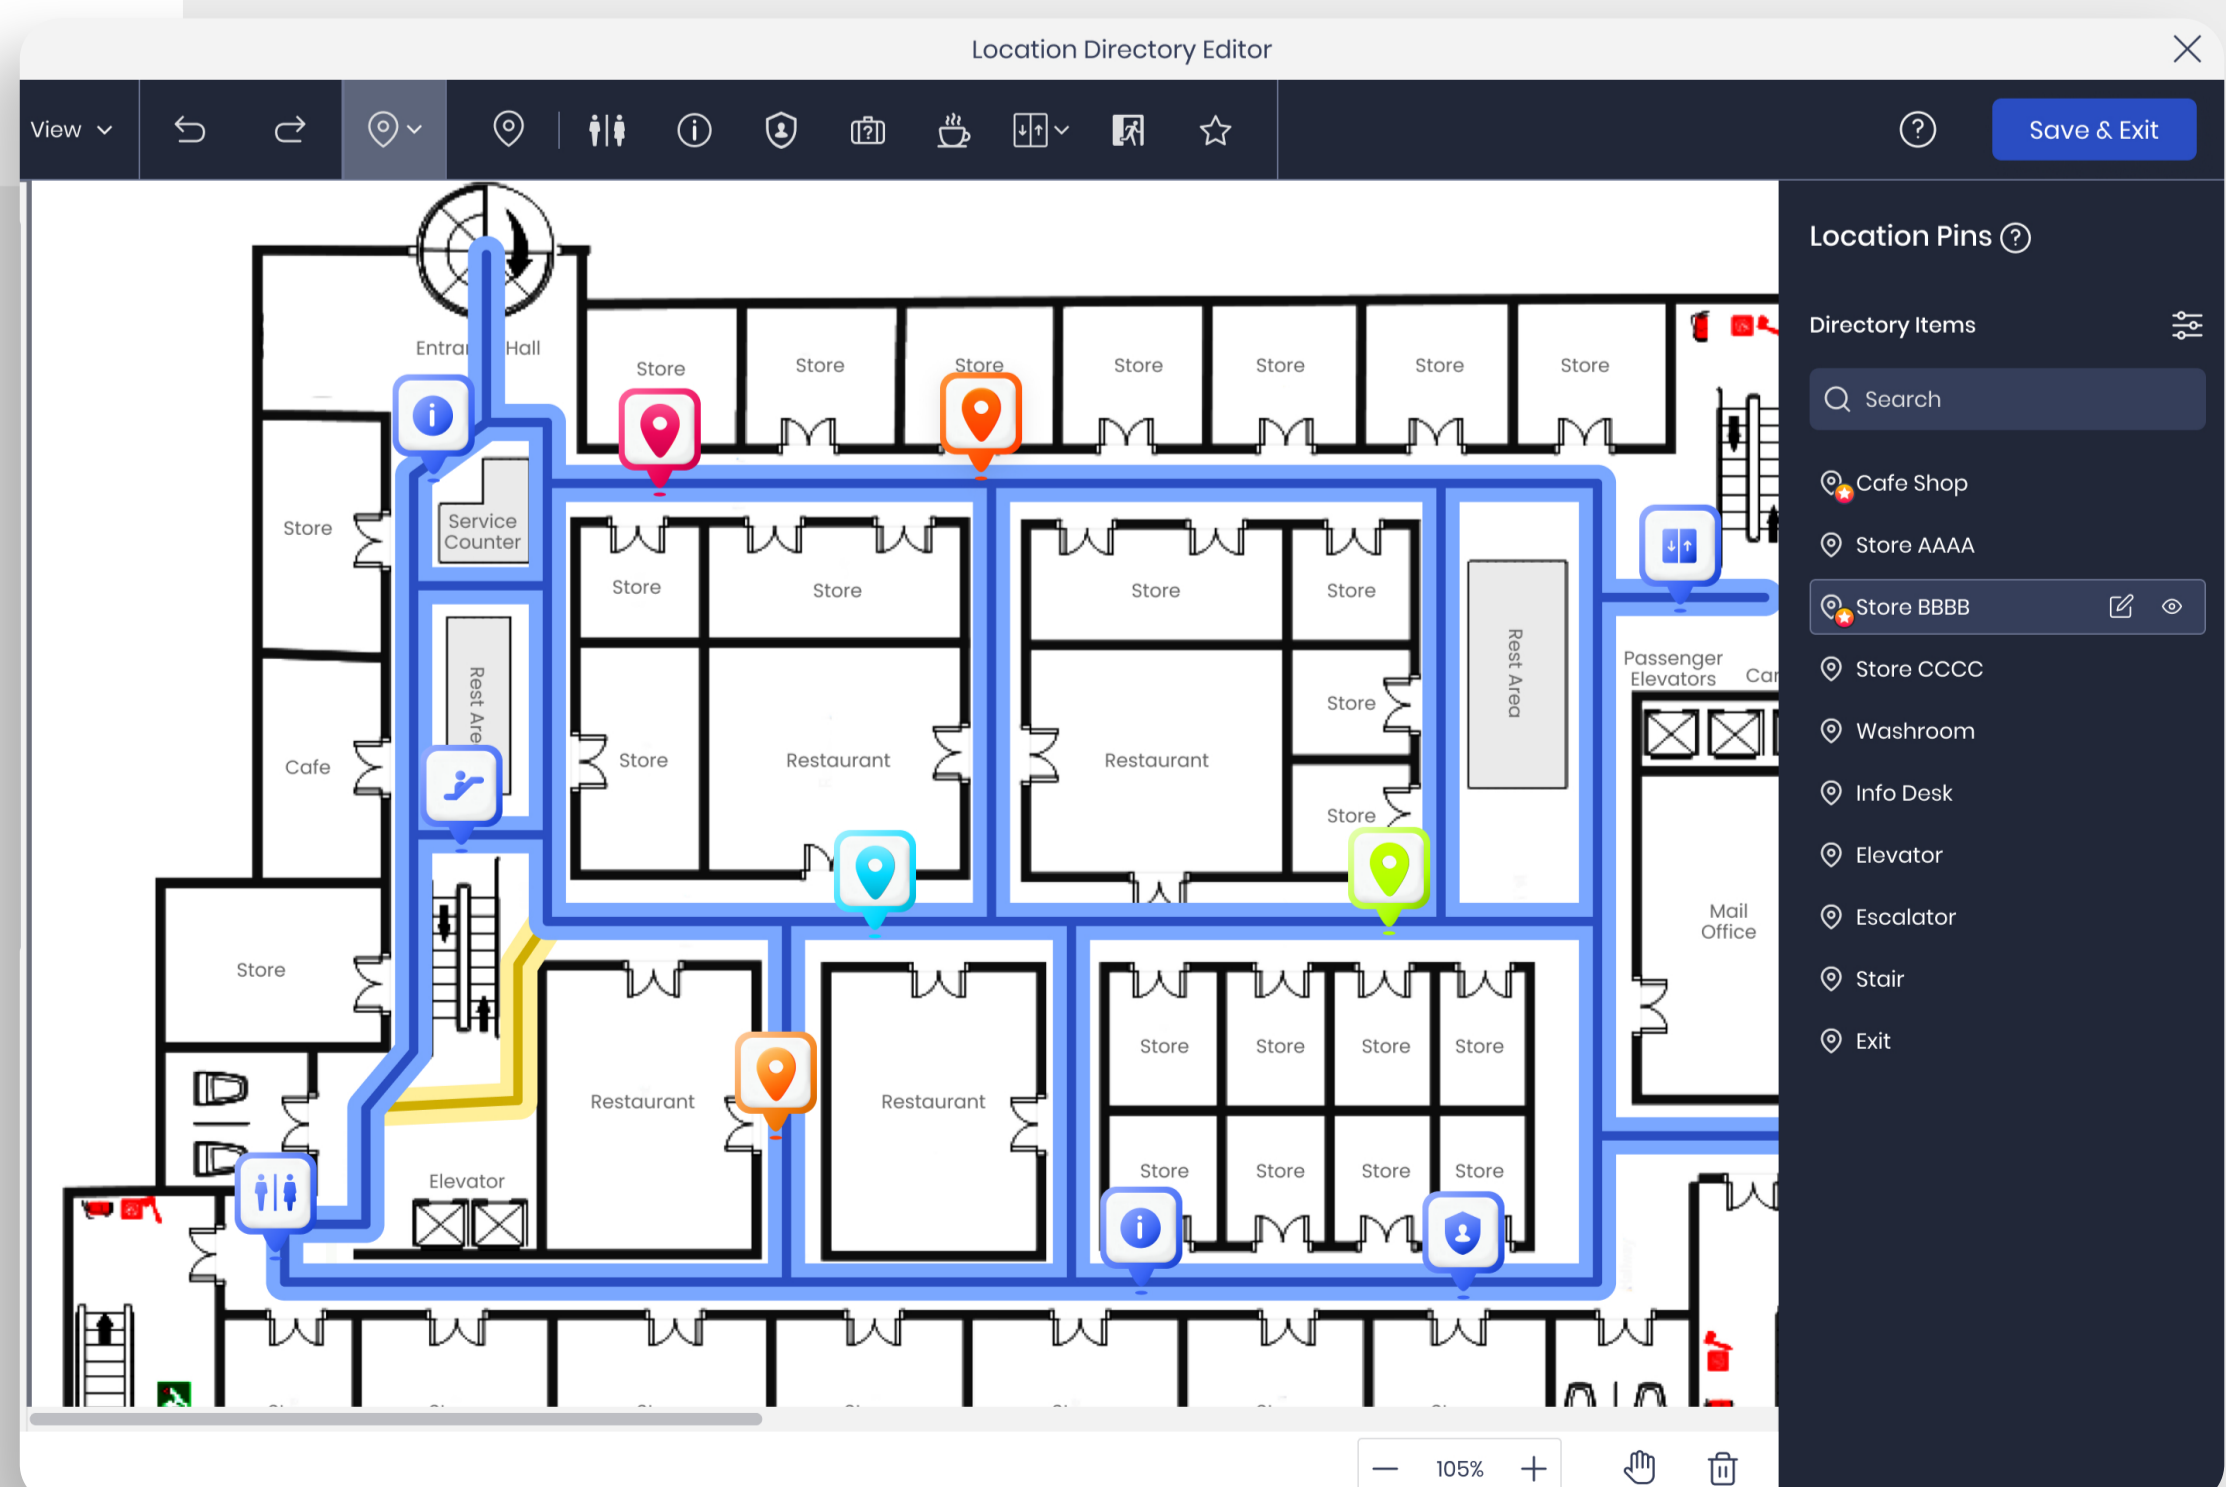 Location Directory Editor
View
Save & Exit
Location Pins
Directory Items
Search
Cafe Shop
Store AAAA
Store BBBB
Store CCCC
Washroom
Info Desk
Elevator
Escalator
Stair
Exit
Entra Hall
Store
Store
Store
Store
Store
Store
Store
Store
Service
Counter
Store
Store
Store
Store
Rest Area
Rest Are
Passenger
Elevators
Car
Store
Cafe
Store
Restaurant
Restaurant
Store
Mail
Office
Store
Restaurant
Restaurant
Store
Store
Store
Store
Elevator
Store
Store
Store
Store
105%